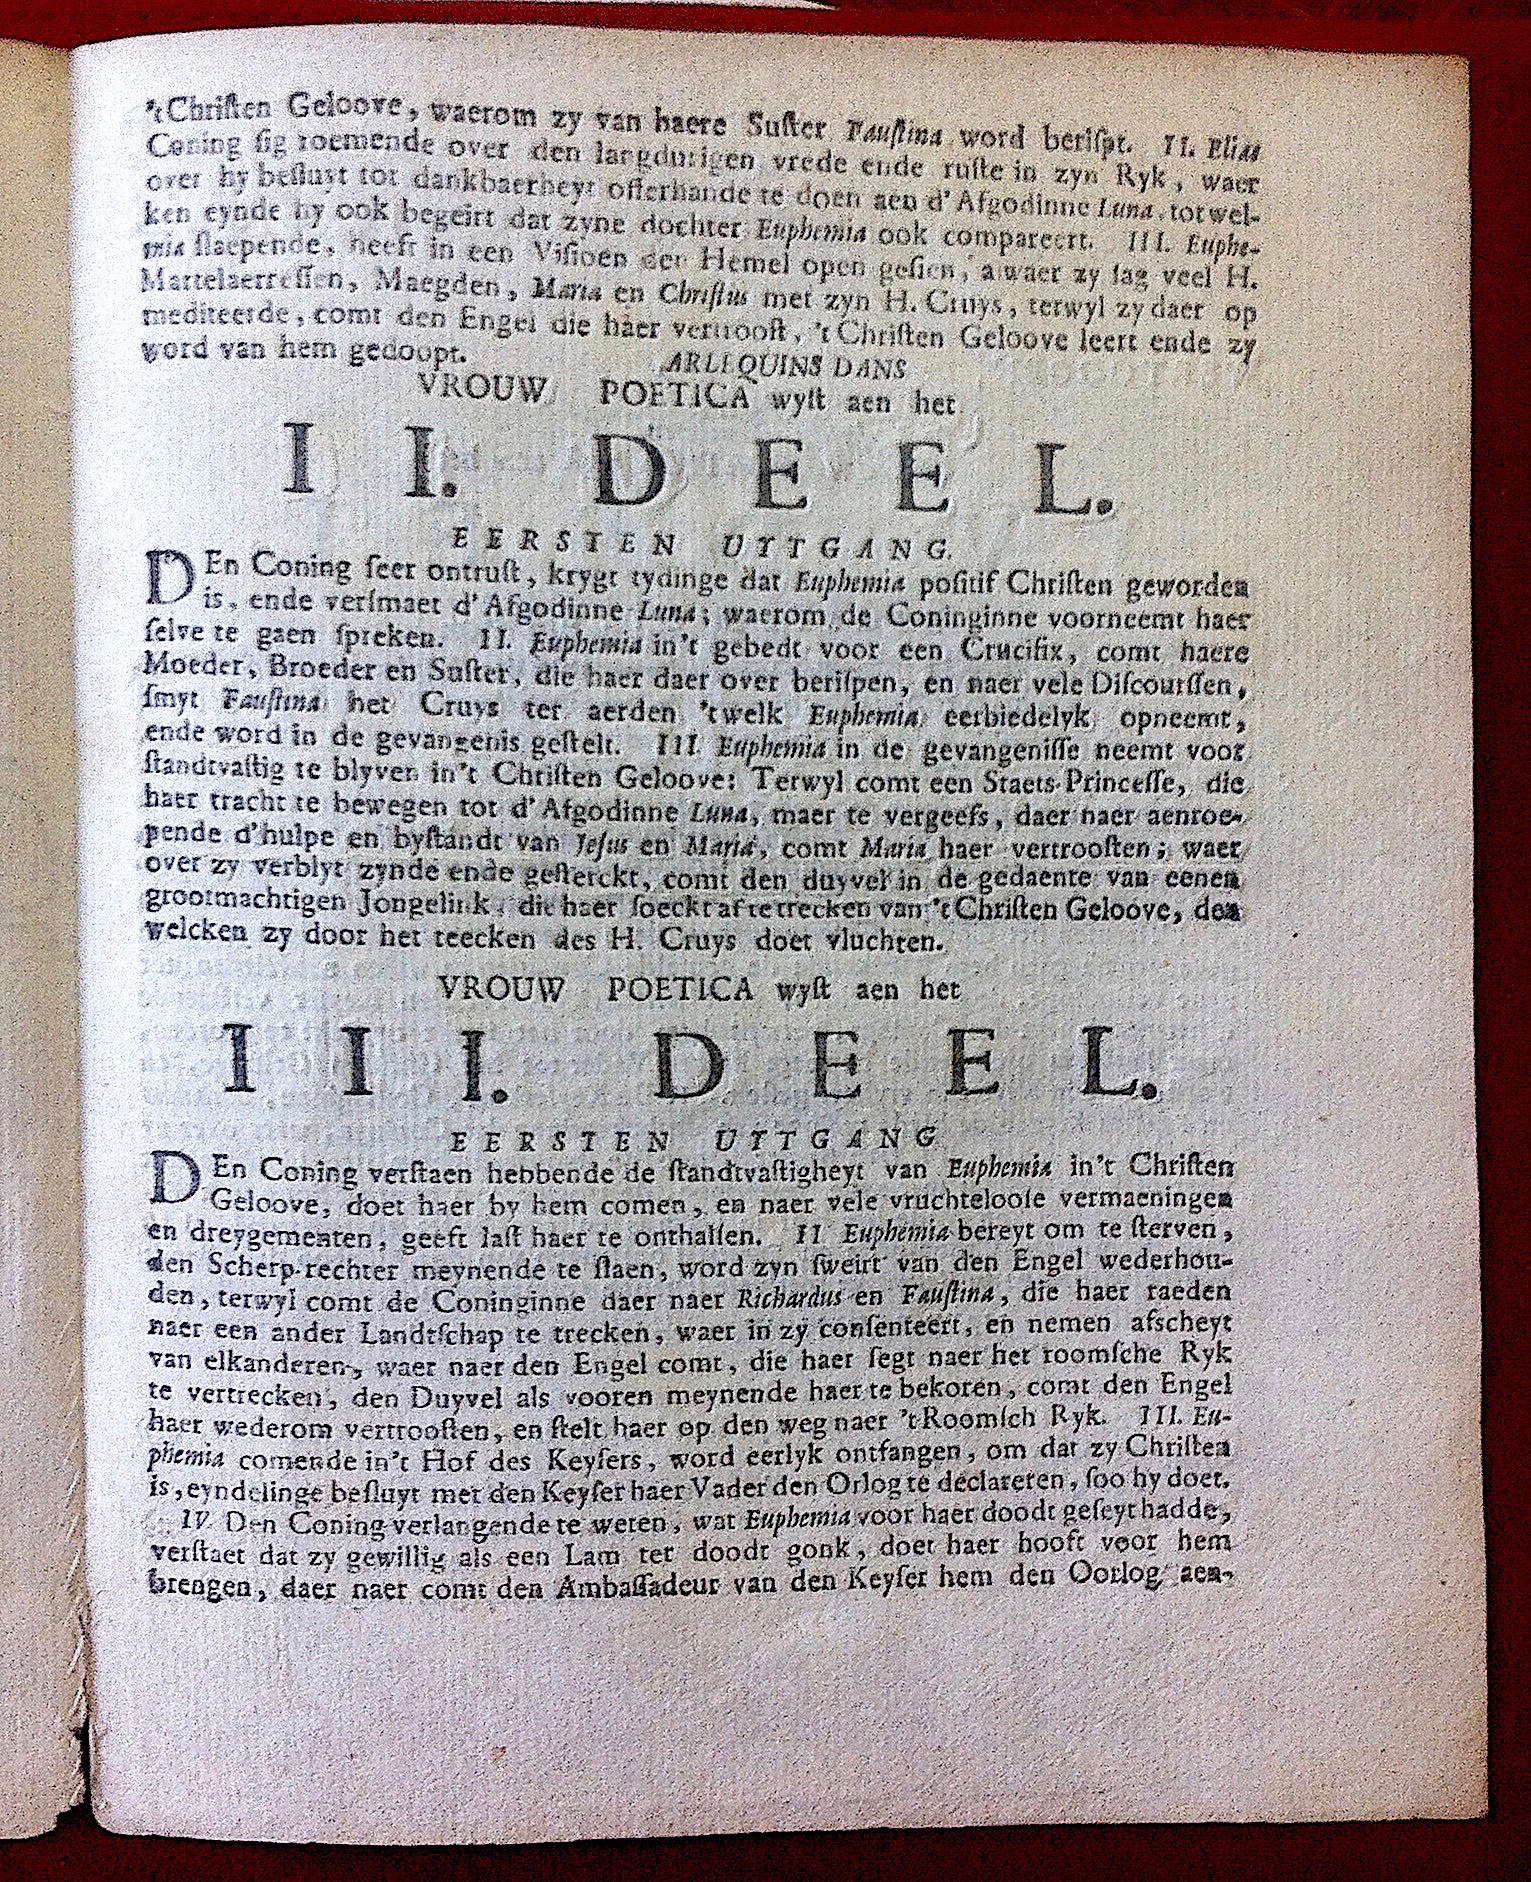 't Christen Geloove, waerom zy van haere Suster Faustina word berispt. II. Elias
Coning sig roemende over den langdurigen vrede ende ruste in zyn Ryk, waer
over hy besluyt tot dankbaerheyt offerhande te doen aen d'Afgodinne Luna, tot wel-
ken eynde hy ook begeirt dat zyne dochter Euphemia ook compareert. III. Euphe-
mia slaepende, heeft in een Visioen den Hemel open gesien, alwaer zy sag veel H.
Martelaerressen, Maegden, Maria en Christus met zyn H. Cruys, terwyl zy daer op
mediteerde, comt den Engel die haer vertroost, 't Christen Geloove leert ende zy
word van hem gedoopt.
ARLEQUINS DANS
VROUW POETICA wyst aen het
II. DEEL.
EERSTEN UYTGANG.
DEn Coning seer ontrust, krygt tydinge dat Euphemia positif Christen geworden
is, ende versmaet d'Afgodinne Luna; waerom de Coninginne voorneemt haer
selve te gaen spreken. II. Euphemia in't gebedt voor een Crucifix, comt haere
Moeder, Broeder en Suster, die haer daer over berispen, en naer vele Discourssen,
smyt Faustina het Cruys ter aerden 'twelk Euphemia eerbiedelyk opneemt,
ende word in de gevangenis gestelt. III. Euphemia in de gevangenisse neemt voor
standtvastig te blyven in't Christen Geloove: Terwyl comt een Staets-Princesse, die
haer tracht te bewegen tot d'Afgodinne Luna, maer te vergeefs, daer naer aenroe-
pende d'hulpe en bystandt van Jesus en Maria, comt Maria haer vertroosten; waer
over zy verblyt zynde ende gesterckt, comt den duyvel in de gedaente van eenen
grootmachtigen Jongelink, die haer soeckt af te trecken van 't Christen Geloove, den
welcken zy door het teecken des H. Cruys doet vluchten.
VROUW POETICA wyst aen het
III. DEEL.
EERSTEN UYTGANG
DEn Coning verstaen hebbende de standtvastigheyt van Euphemia in't Christen
Geloove, doet haer by hem comen, en naer vele vruchteloose vermaeningen
en dreygementen, geeft last haer te onthalsen. II Euphemia bereyt om te sterven,
den Scherp-rechter meynende te slaen, word zyn sweirt van den Engel wederhou-
den, terwyl comt de Coninginne daer naer Richardus en Faustina, die haer raeden
naer een ander Landtschap te trecken, waer in zy consenteert, en nemen afscheyt
van elkanderen, waer naer den Engel comt, die haer segt naer het roomsche Ryk
te vertrecken, den Duyvel als vooren meynende haer te bekoren, comt den Engel
haer wederom vertroosten, en stelt haer op den weg naer 't Roomsch Ryk. III. Eu-
phemia comende in't Hof des Keysers, word eerlyk ontfangen, om dat zy Christen
is, eyndelinge besluyt met den Keyser haer Vader den Orlog te declareren, soo hy doet.
IV. Den Coning verlangende te weten, wat Euphemia voor haer doodt geseyt hadde,
verstaet dat zy gewillig als een Lam ter doodt gonk, doet haer hooft voor hem
brengen, daer naer comt den Ambassadeur van den Keyser hem den Oorlog aen-